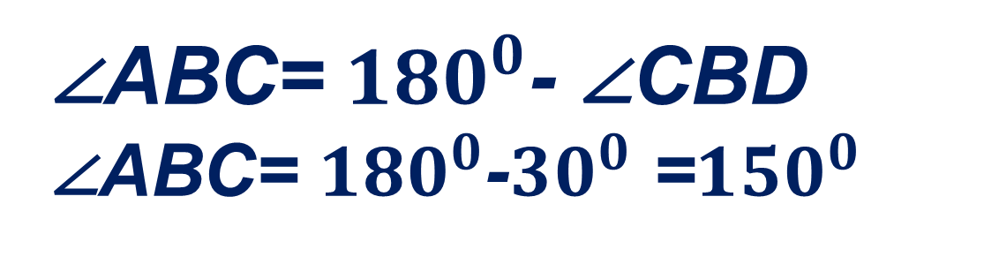 ∠ABC= 180⁰- ∠CBD
∠ABC= 180⁰-30⁰ =150⁰